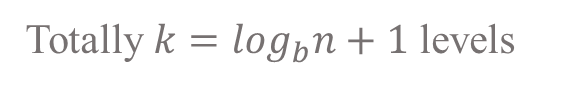 Totally k = log_b n + 1 levels